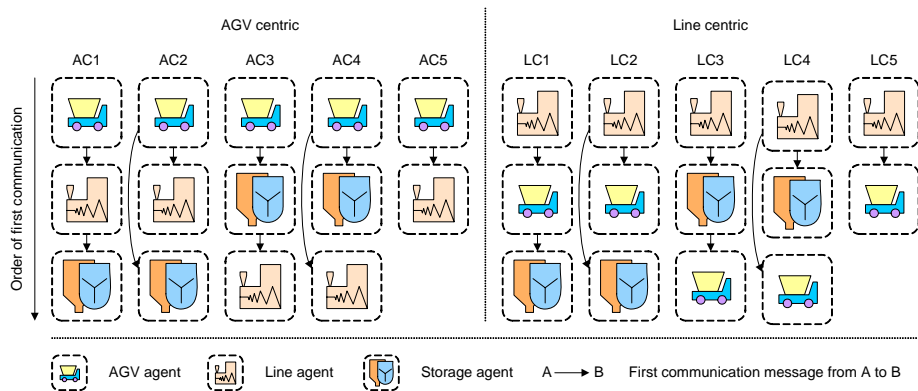 AGV centric
Line centric
AC1 AC2 AC3 AC4 AC5 LC1 LC2 LC3 LC4 LC5
Order of first communication
AGV agent Line agent Storage agent A B First communication message from A to B